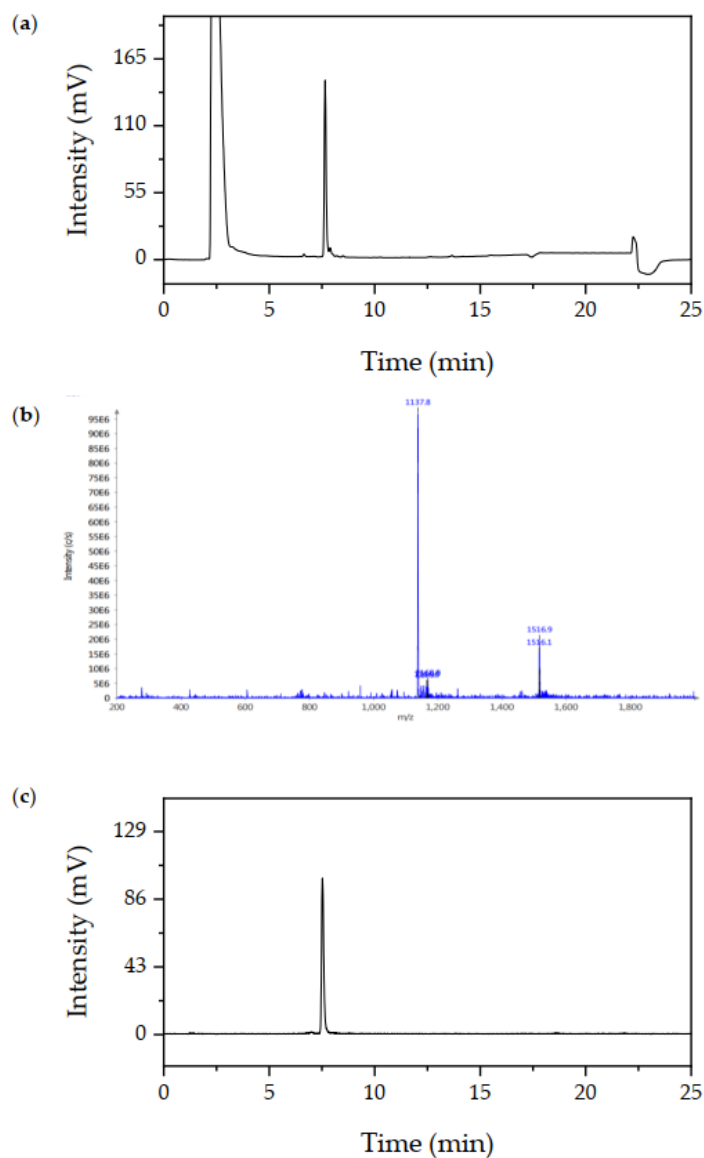 (a)
165
110
55
0
Intensity (mV)
0 5 10 15 20 25
Time (min)
(b)
1137.8
95E6
90E6
85E6
80E6
75E6
70E6
65E6
60E6
55E6
50E6
45E6
40E6
35E6
30E6
25E6
20E6
15E6
10E6
5E6
0
Intensity (c/s)
1516.9
1516.1
200 400 600 800 1,000 1,200 1,400 1,600 1,800
m/z
(c)
129
86
43
0
Intensity (mV)
0 5 10 15 20 25
Time (min)